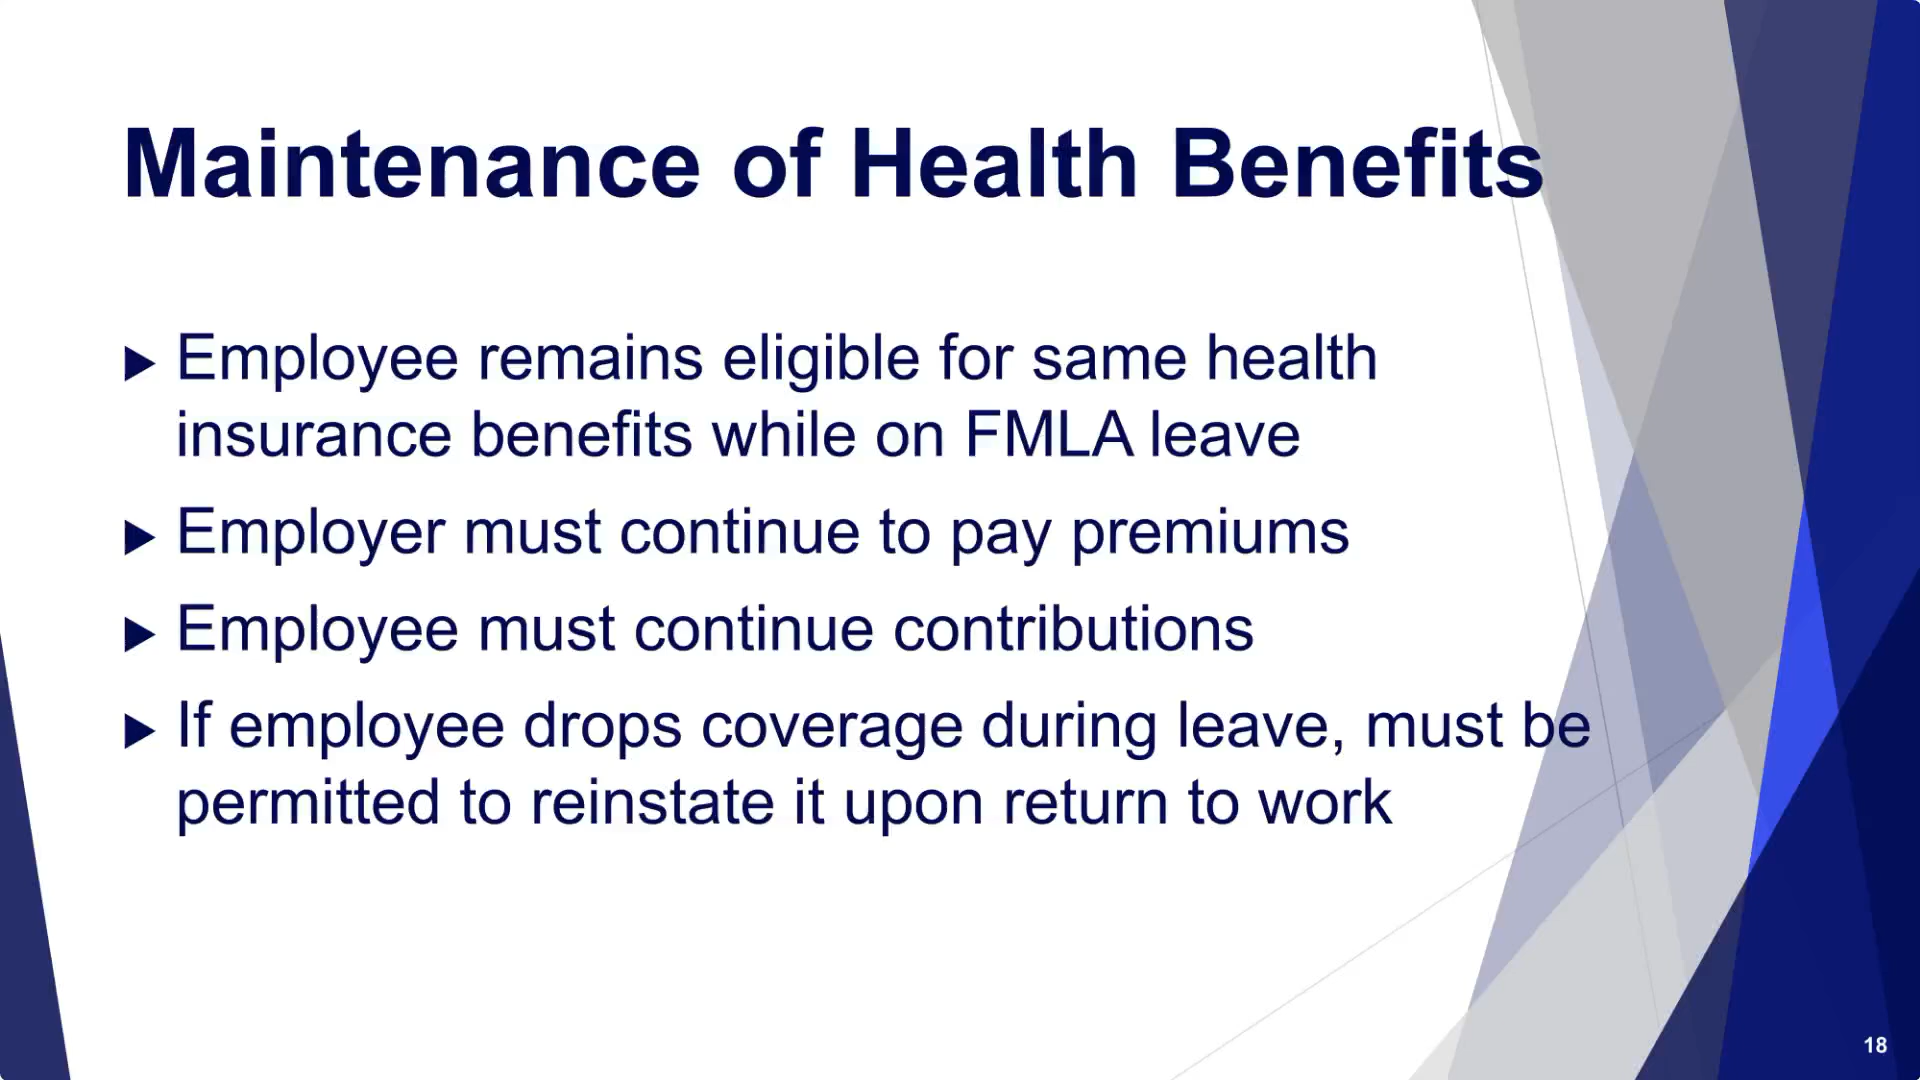 Maintenance of Health Benefits
Employee remains eligible for same health
insurance benefits while on FMLA leave
Employer must continue to pay premiums
Employee must continue contributions
If employee drops coverage during leave, must be
permitted to reinstate it upon return to work
18